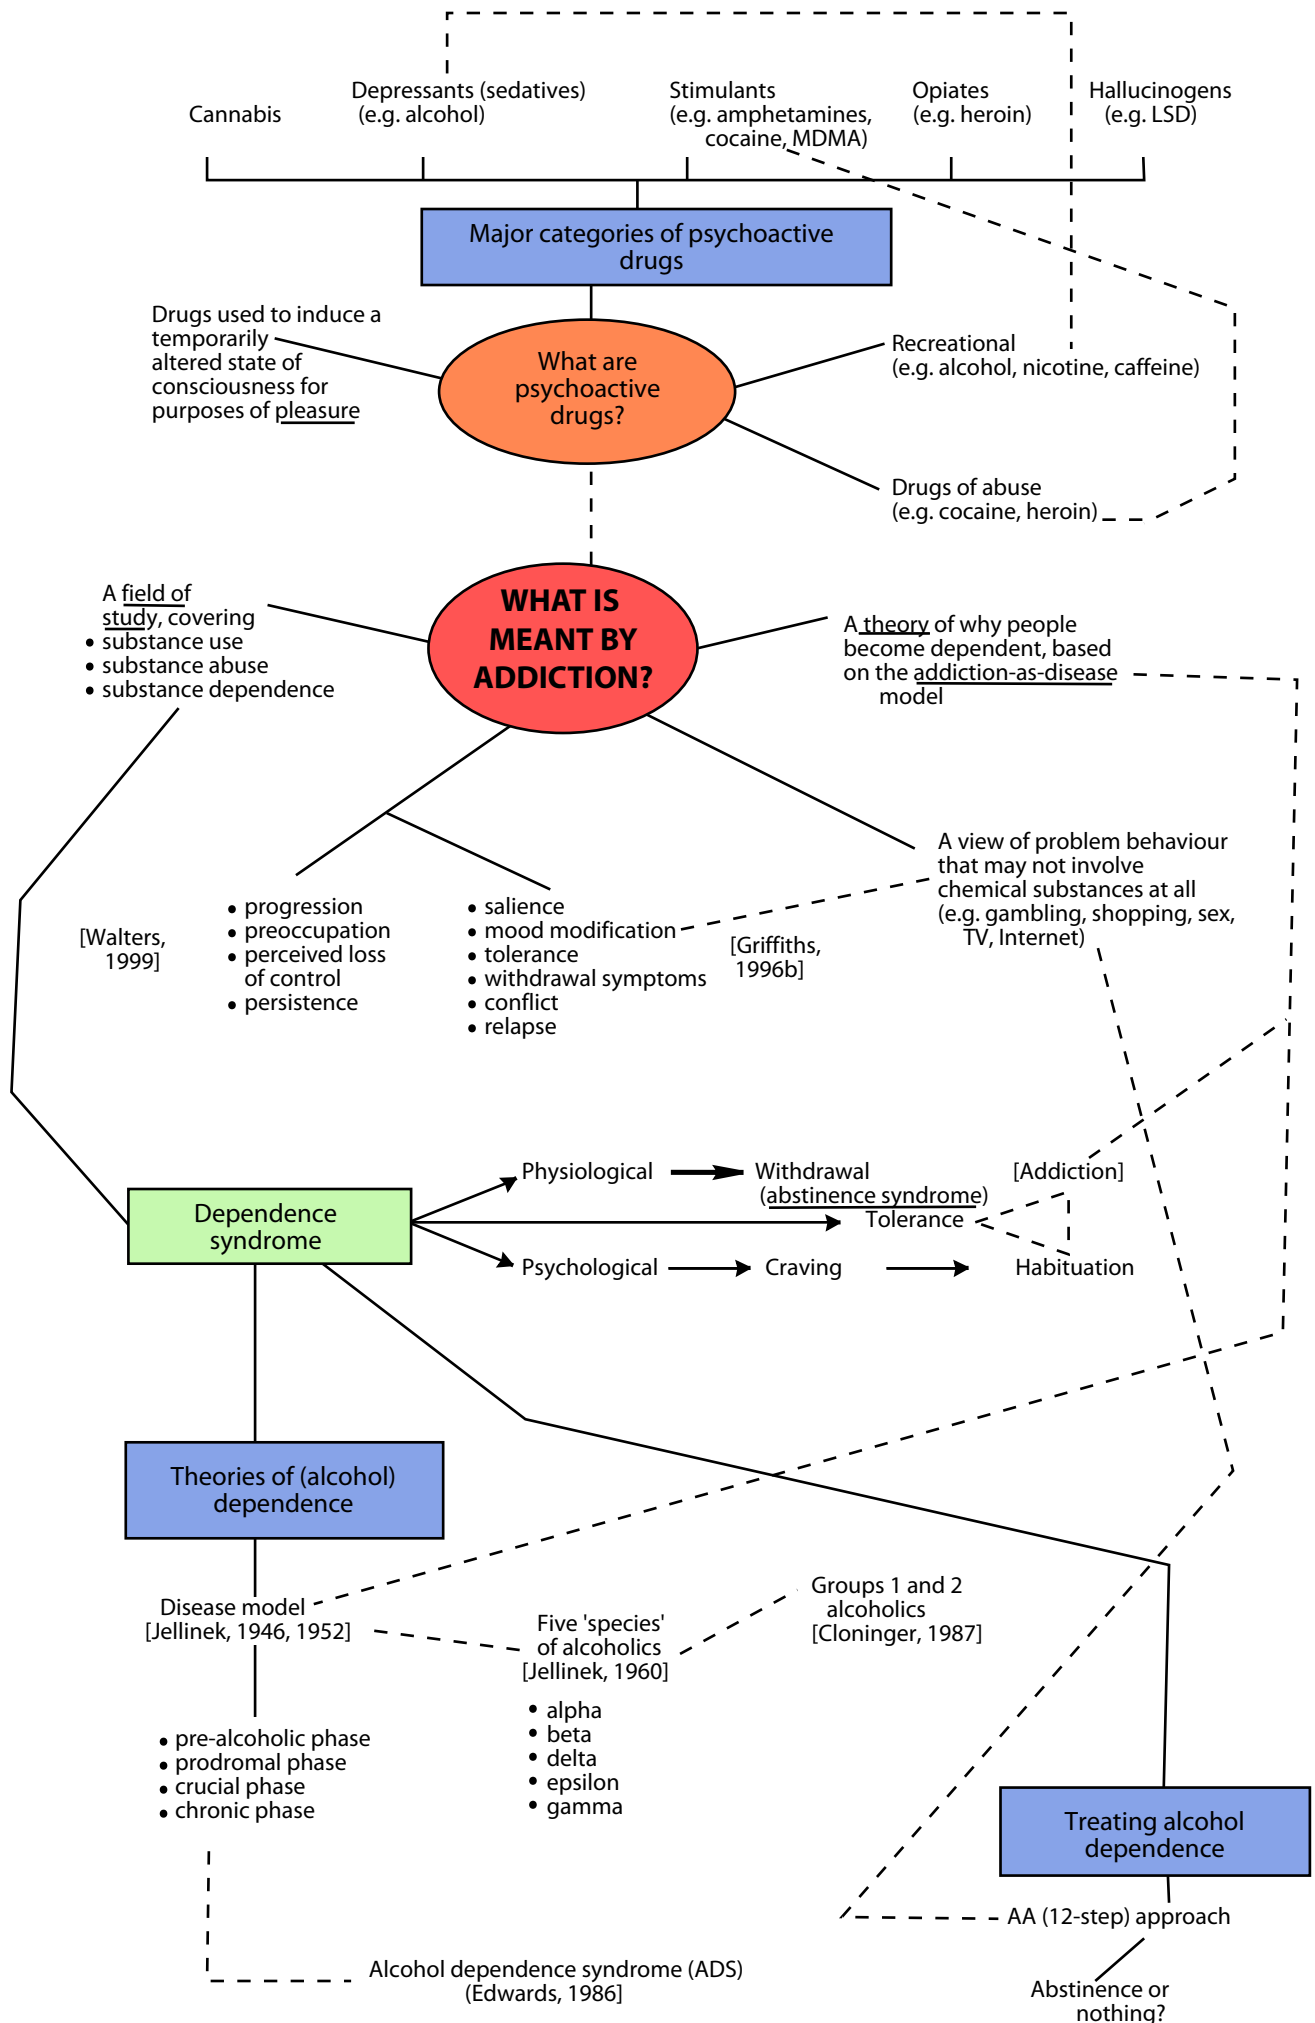 Cannabis
Depressants (sedatives)
(e.g. alcohol)
Stimulants
(e.g. amphetamines,
cocaine, MDMA)
Opiates
(e.g. heroin)
Hallucinogens
(e.g. LSD)
Major categories of psychoactive
drugs
Drugs used to induce a
temporarily
altered state of
consciousness for
purposes of pleasure
What are
psychoactive
drugs?
Recreational
(e.g. alcohol, nicotine, caffeine)
Drugs of abuse
(e.g. cocaine, heroin)
A field of
study, covering
• substance use
• substance abuse
• substance dependence
WHAT IS
MEANT BY
ADDICTION?
A theory of why people
become dependent, based
on the addiction-as-disease
model
A view of problem behaviour
that may not involve
chemical substances at all
(e.g. gambling, shopping, sex,
TV, Internet)
[Walters,
1999]
• progression
• preoccupation
• perceived loss
of control
• persistence
• salience
• mood modification
• tolerance
• withdrawal symptoms
• conflict
• relapse
[Griffiths,
1996b]
Dependence
syndrome
Physiological
Withdrawal
(abstinence syndrome)
[Addiction]
Tolerance
Psychological
Craving
Habituation
Theories of (alcohol)
dependence
Disease model
[Jellinek, 1946, 1952]
Five 'species'
of alcoholics
[Jellinek, 1960]
• alpha
• beta
• delta
• epsilon
• gamma
Groups 1 and 2
alcoholics
[Cloninger, 1987]
• pre-alcoholic phase
• prodromal phase
• crucial phase
• chronic phase
Treating alcohol
dependence
AA (12-step) approach
Alcohol dependence syndrome (ADS)
(Edwards, 1986]
Abstinence or
nothing?